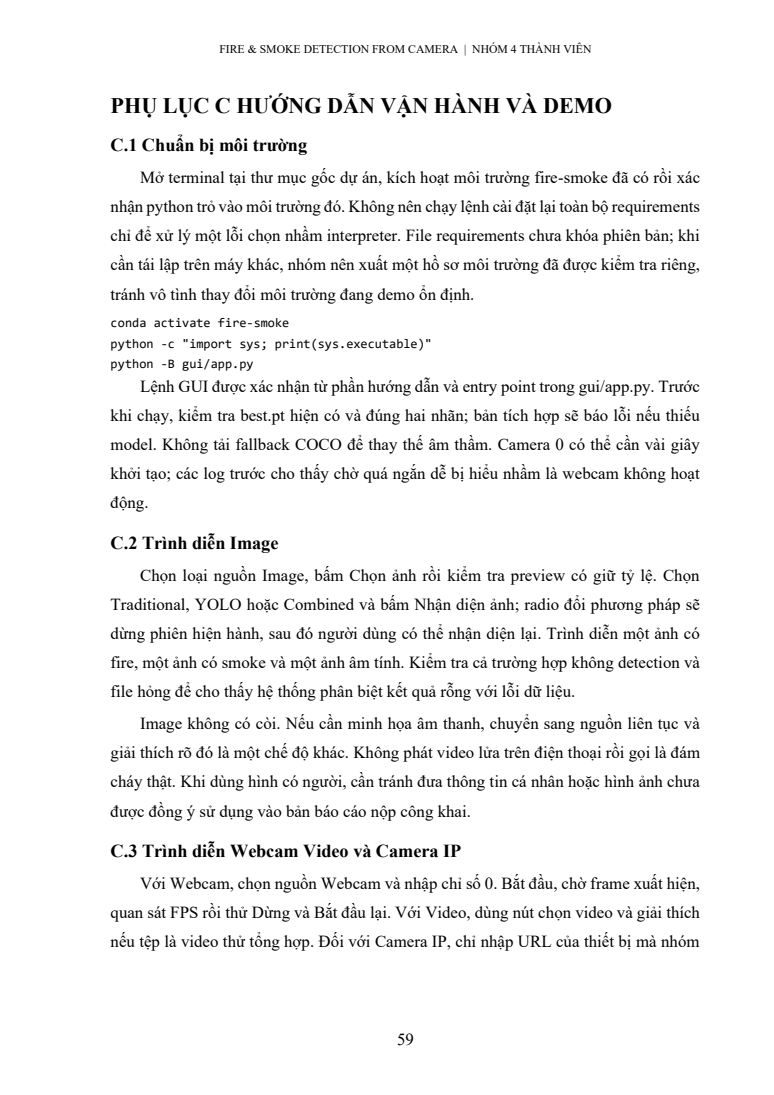 FIRE & SMOKE DETECTION FROM CAMERA | NHÓM 4 THÀNH VIÊN
PHỤ LỤC C HƯỚNG DẪN VẬN HÀNH VÀ DEMO
C.1 Chuẩn bị môi trường
Mở terminal tại thư mục gốc dự án, kích hoạt môi trường fire-smoke đã có rồi xác
nhận python trỏ vào môi trường đó. Không nên chạy lệnh cài đặt lại toàn bộ requirements
chỉ để xử lý một lỗi chọn nhầm interpreter. File requirements chưa khóa phiên bản; khi
cần tái lập trên máy khác, nhóm nên xuất một hồ sơ môi trường đã được kiểm tra riêng,
tránh vô tình thay đổi môi trường đang demo ổn định.
conda activate fire-smoke
python -c "import sys; print(sys.executable)"
python -B gui/app.py
Lệnh GUI được xác nhận từ phần hướng dẫn và entry point trong gui/app.py. Trước
khi chạy, kiểm tra best.pt hiện có và đúng hai nhãn; bản tích hợp sẽ báo lỗi nếu thiếu
model. Không tải fallback COCO để thay thế âm thầm. Camera 0 có thể cần vài giây
khởi tạo; các log trước cho thấy chờ quá ngắn dễ bị hiểu nhầm là webcam không hoạt
động.
C.2 Trình diễn Image
Chọn loại nguồn Image, bấm Chọn ảnh rồi kiểm tra preview có giữ tỷ lệ. Chọn
Traditional, YOLO hoặc Combined và bấm Nhận diện ảnh; radio đổi phương pháp sẽ
dừng phiên hiện hành, sau đó người dùng có thể nhận diện lại. Trình diễn một ảnh có
fire, một ảnh có smoke và một ảnh âm tính. Kiểm tra cả trường hợp không detection và
file hỏng để cho thấy hệ thống phân biệt kết quả rỗng với lỗi dữ liệu.
Image không có còi. Nếu cần minh họa âm thanh, chuyển sang nguồn liên tục và
giải thích rõ đó là một chế độ khác. Không phát video lửa trên điện thoại rồi gọi là đám
cháy thật. Khi dùng hình có người, cần tránh đưa thông tin cá nhân hoặc hình ảnh chưa
được đồng ý sử dụng vào bản báo cáo nộp công khai.
C.3 Trình diễn Webcam Video và Camera IP
Với Webcam, chọn nguồn Webcam và nhập chỉ số 0. Bắt đầu, chờ frame xuất hiện,
quan sát FPS rồi thử Dừng và Bắt đầu lại. Với Video, dùng nút chọn video và giải thích
nếu tệp là video thử tổng hợp. Đối với Camera IP, chỉ nhập URL của thiết bị mà nhóm
59